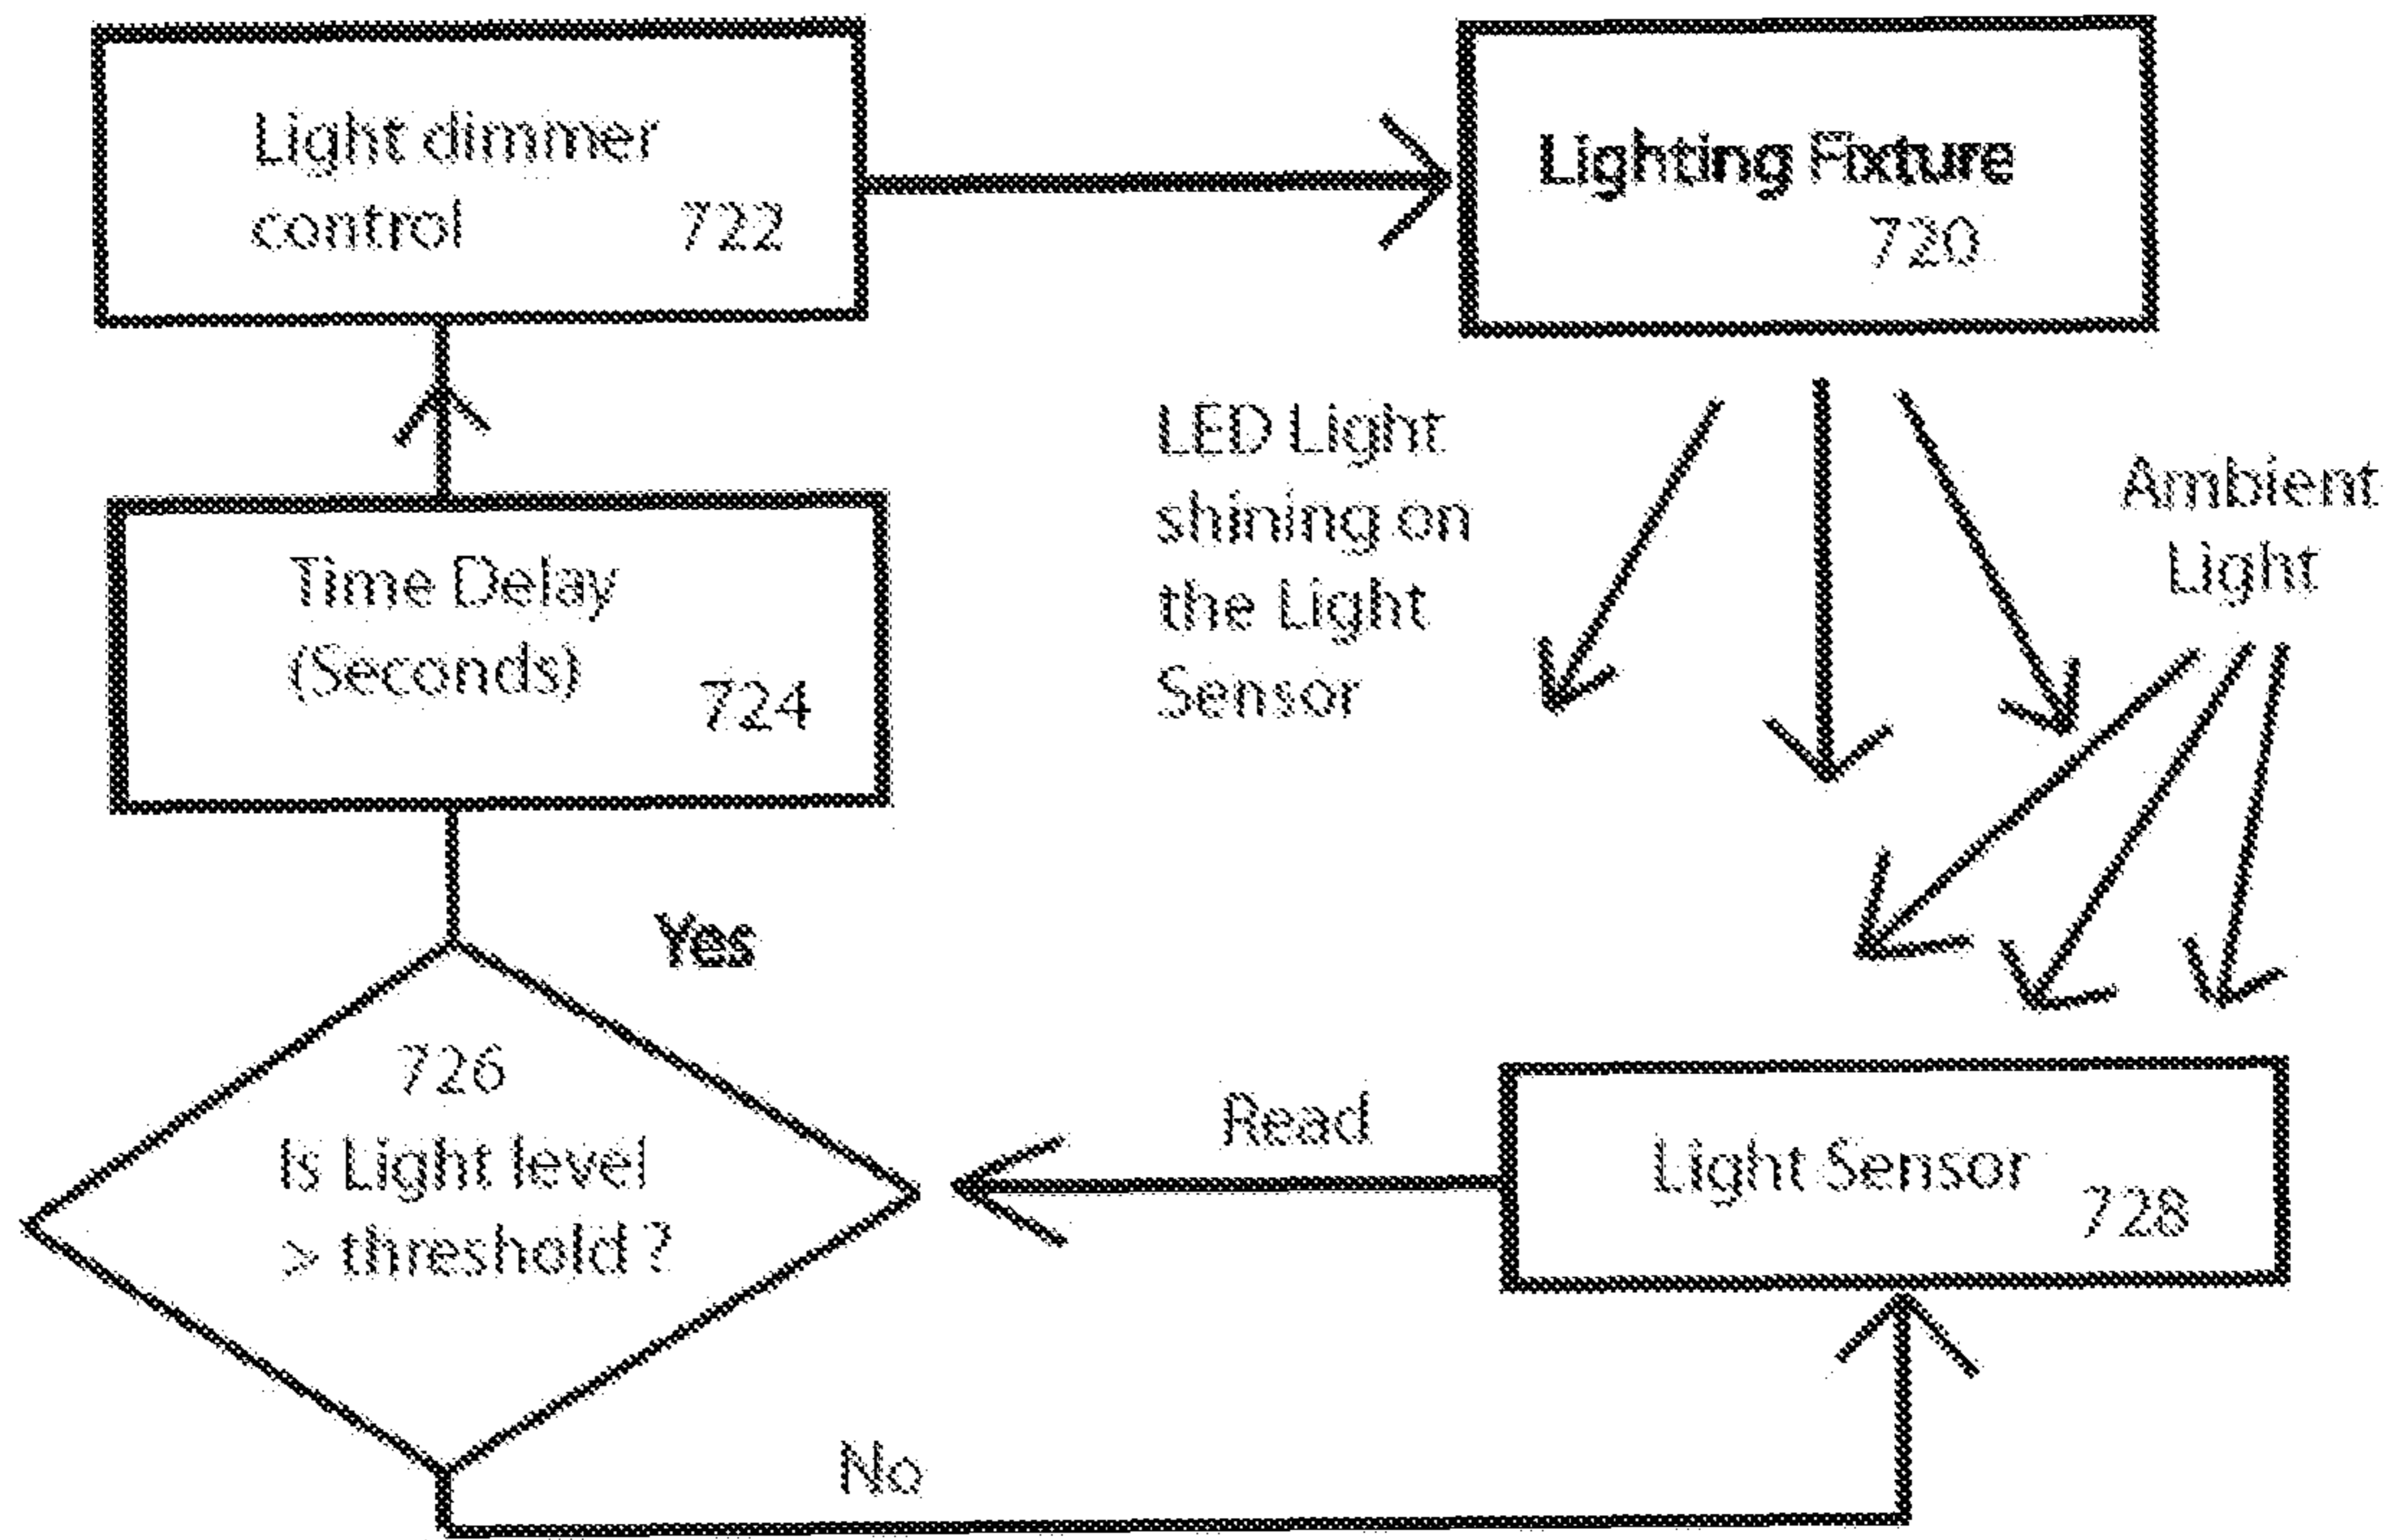 Light dimmer
control 722
Lighting Fixture
720
LED Light
shining on
the Light
Sensor
Ambient
Light
Time Delay
(Seconds)
724
Yes
726
Is Light level
> threshold ?
Read
Light Sensor
728
No